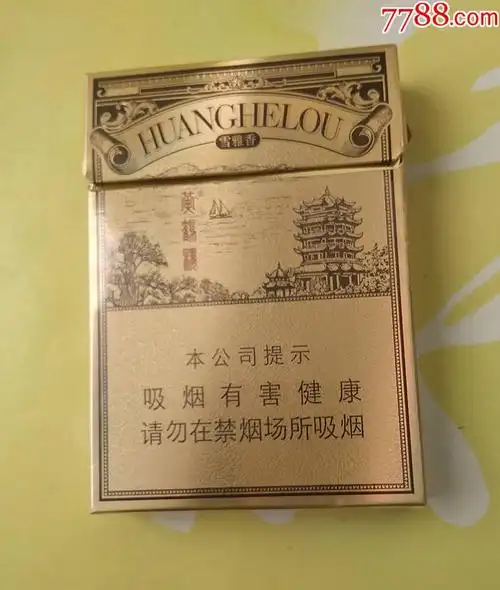 7788.com
HUANGHELOU
雪雅香
黄鹤楼
本公司提示
吸烟有害健康
请勿在禁烟场所吸烟